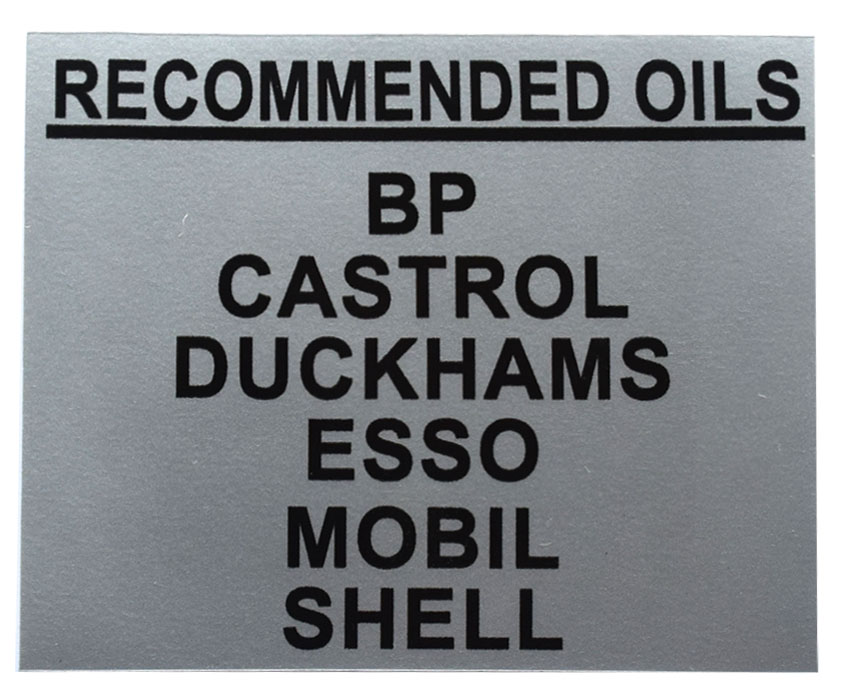 RECOMMENDED OILS
BP
CASTROL
DUCKHAMS
ESSO
MOBIL
SHELL